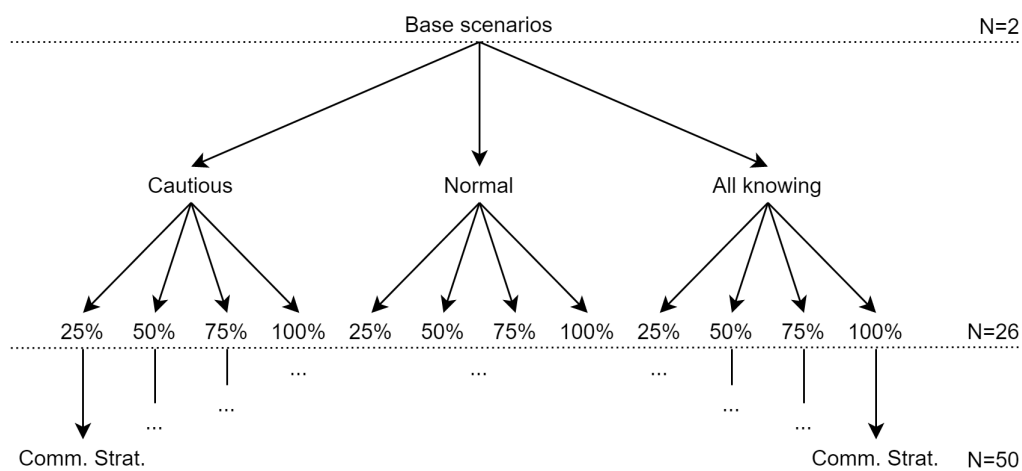 Base scenarios N=2
Cautious Normal All knowing
25% 50% 75% 100% 25% 50% 75% 100% 25% 50% 75% 100% N=26
... ... ...
... ...
... ...
Comm. Strat. Comm. Strat. N=50